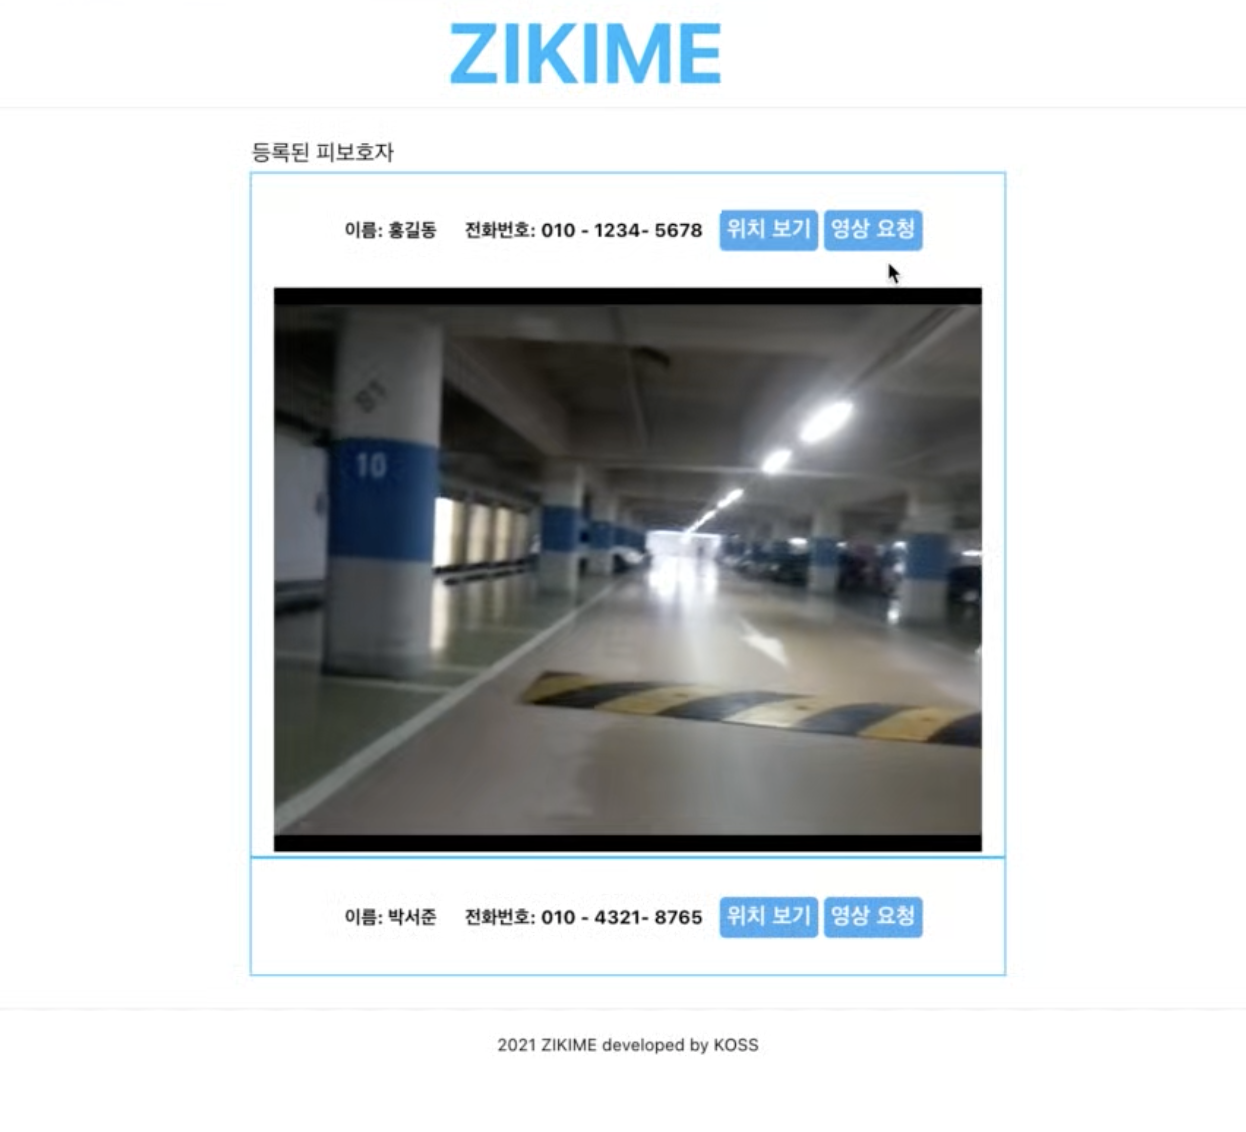 ZIKIME
등록된 피보호자
이름: 홍길동 전화번호: 010 - 1234- 5678 위치 보기 영상 요청
B1
10
이름: 박서준 전화번호: 010 - 4321- 8765 위치 보기 영상 요청
2021 ZIKIME developed by KOSS